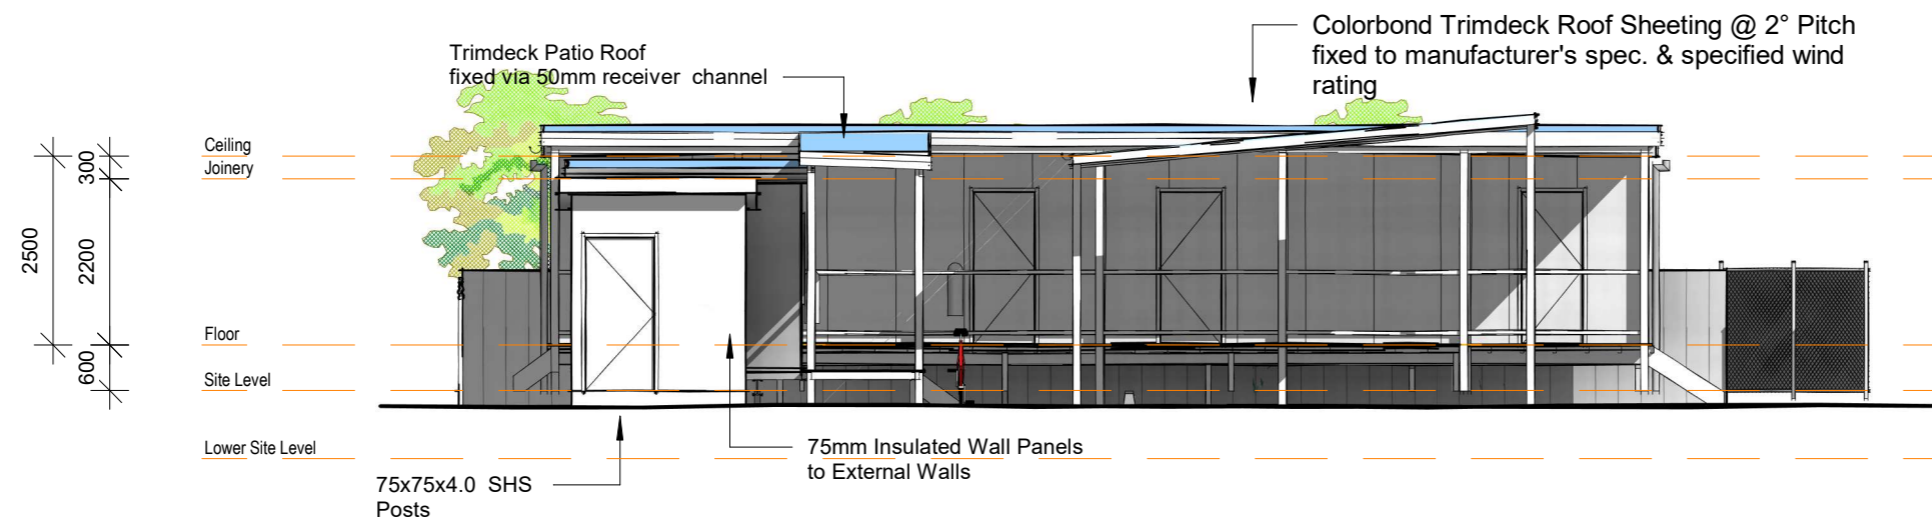 Colorbond Trimdeck Roof Sheeting @ 2° Pitch
fixed to manufacturer's spec. & specified wind
rating
Trimdeck Patio Roof
fixed via 50mm receiver channel
Ceiling
Joinery
300
2500
2200
Floor
600
Site Level
Lower Site Level
75mm Insulated Wall Panels
to External Walls
75x75x4.0 SHS
Posts